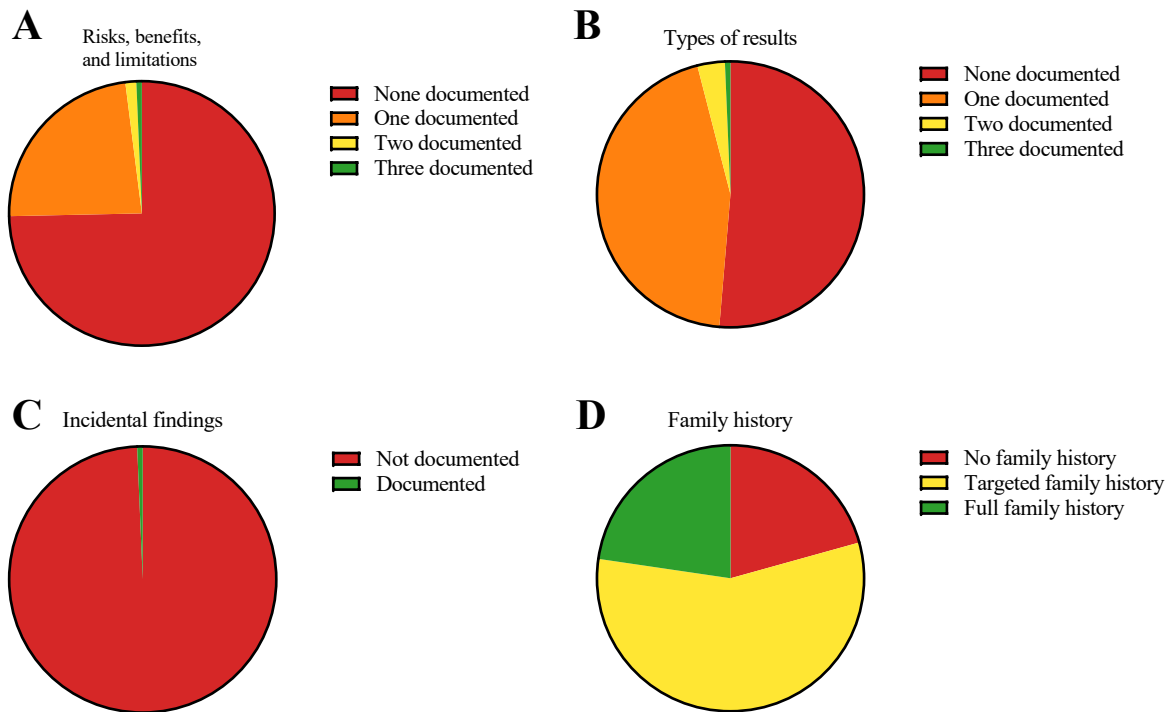 A
Risks, benefits,
and limitations
None documented
One documented
Two documented
Three documented
B
Types of results
None documented
One documented
Two documented
Three documented
C
Incidental findings
Not documented
Documented
D
Family history
No family history
Targeted family history
Full family history